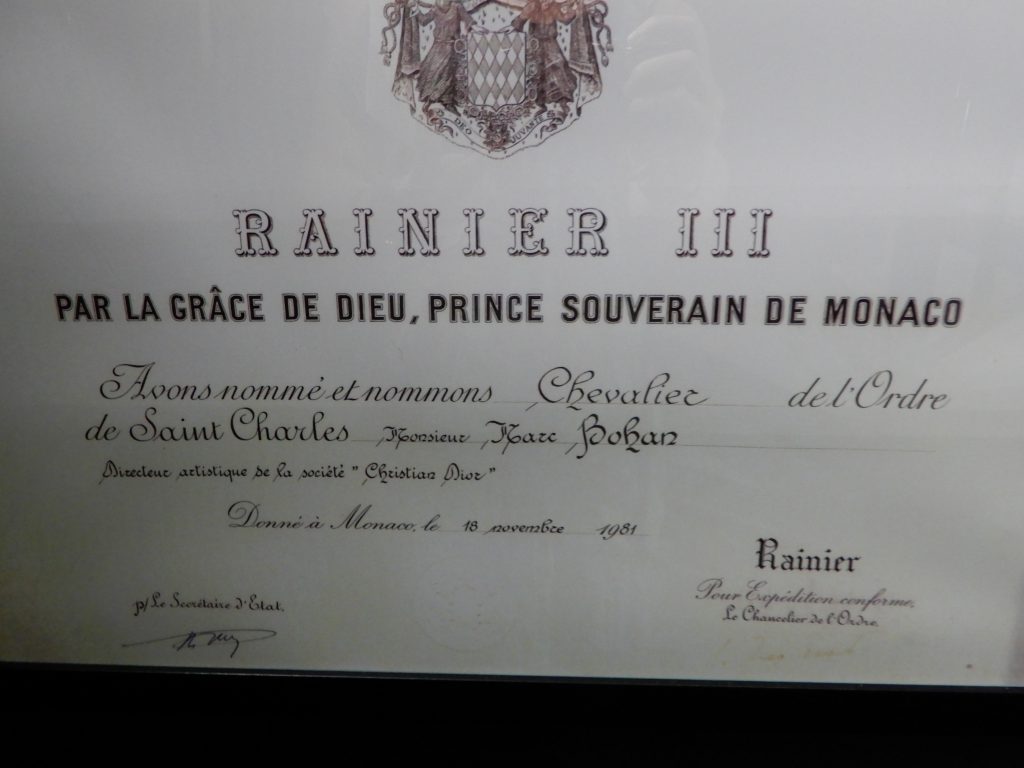 DEO JUVANTE
RAINIER III
PAR LA GRÂCE DE DIEU, PRINCE SOUVERAIN DE MONACO
Avons nommé et nommons Chevalier de l'Ordre
de Saint Charles Monsieur Marc Bohan
Directeur artistique de la société "Christian Dior"
Donné à Monaco, le 18 novembre 1981
Rainier
Pour Expédition conforme,
Le Chancelier de l'Ordre
p/Le Secrétaire d'Etat,